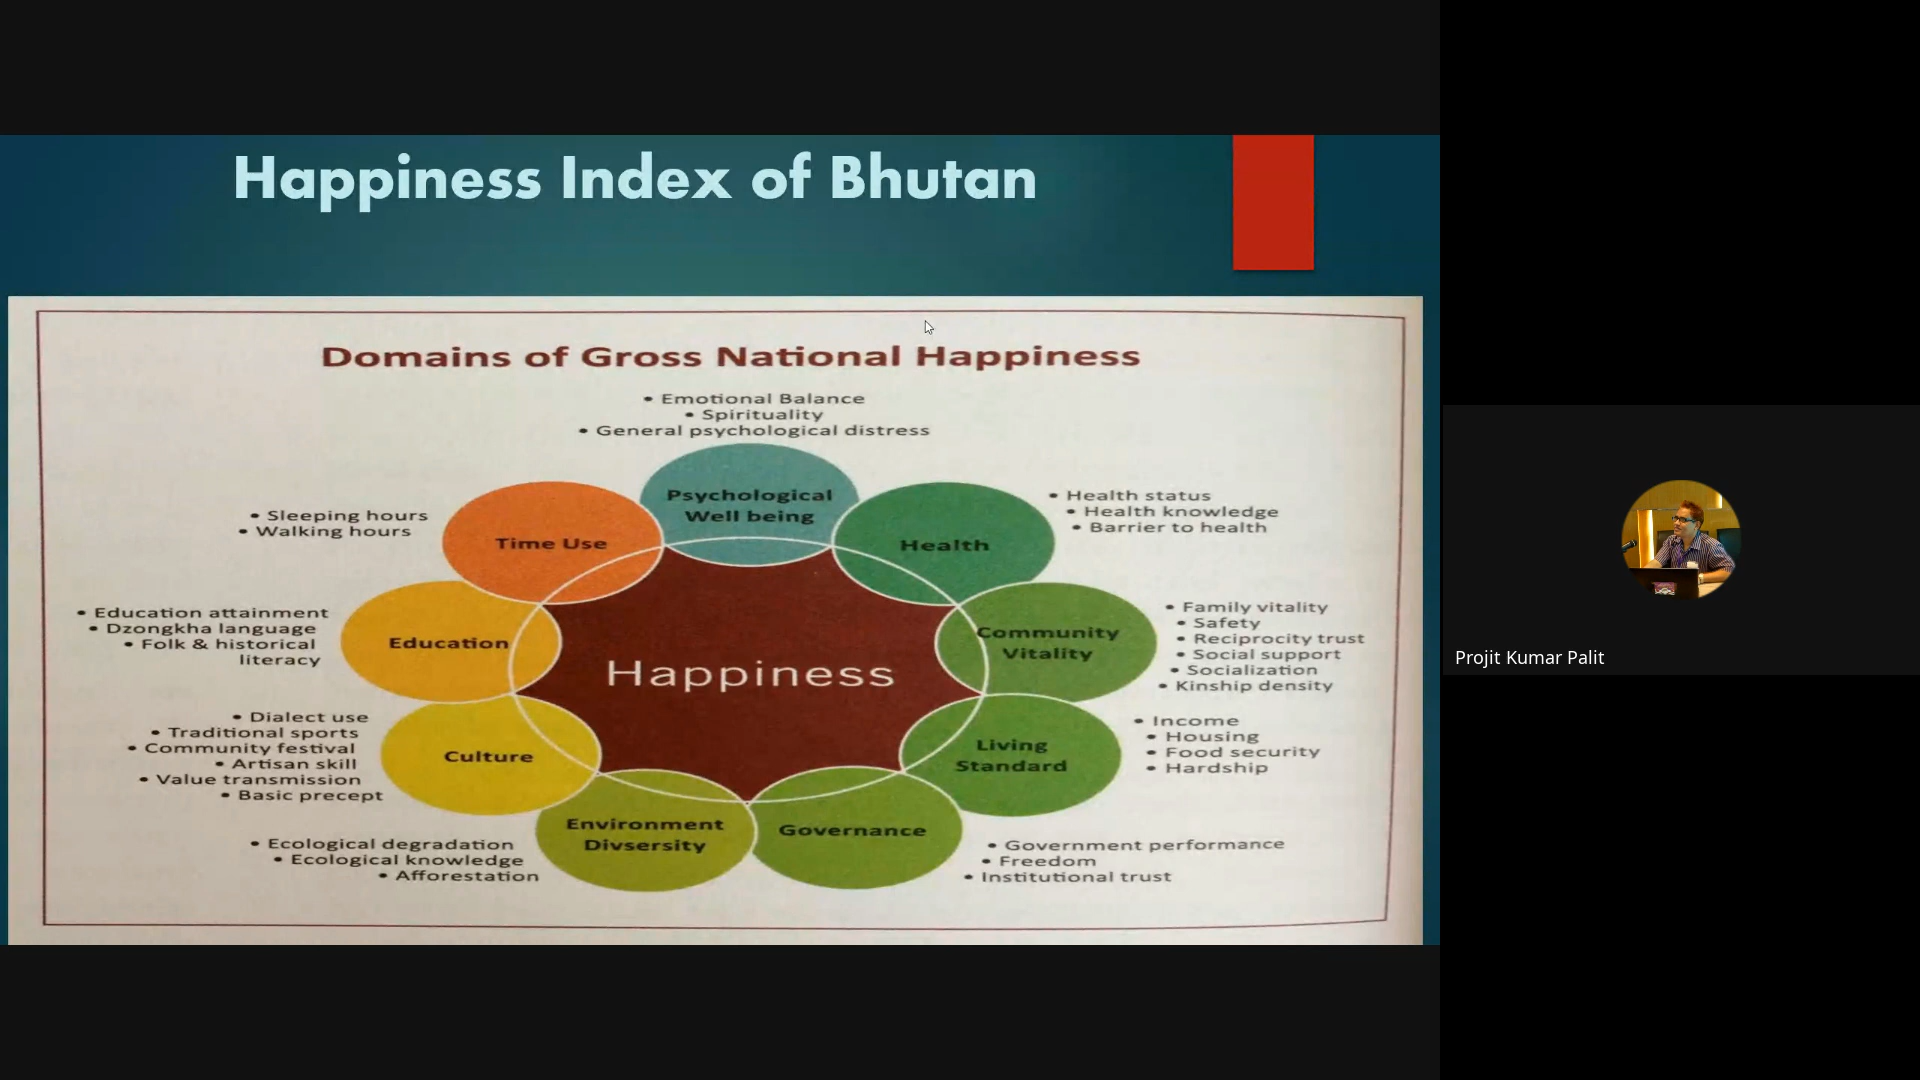 Happiness Index of Bhutan
Domains of Gross National Happiness
• Emotional Balance
• Spirituality
• General psychological distress
Psychological
Well being
• Health status
• Health knowledge
• Barrier to health
Health
• Sleeping hours
• Walking hours
Time Use
• Family vitality
• Safety
• Reciprocity trust
• Social support
• Socialization
• Kinship density
Community
Vitality
• Education attainment
• Dzongkha language
• Folk & historical
literacy
Education
Happiness
• Income
• Housing
• Food security
• Hardship
Living
Standard
• Dialect use
• Traditional sports
• Community festival
• Artisan skill
• Value transmission
• Basic precept
Culture
Environment
Divsersity
• Ecological degradation
• Ecological knowledge
• Afforestation
Governance
• Government performance
• Freedom
• Institutional trust
Projit Kumar Palit